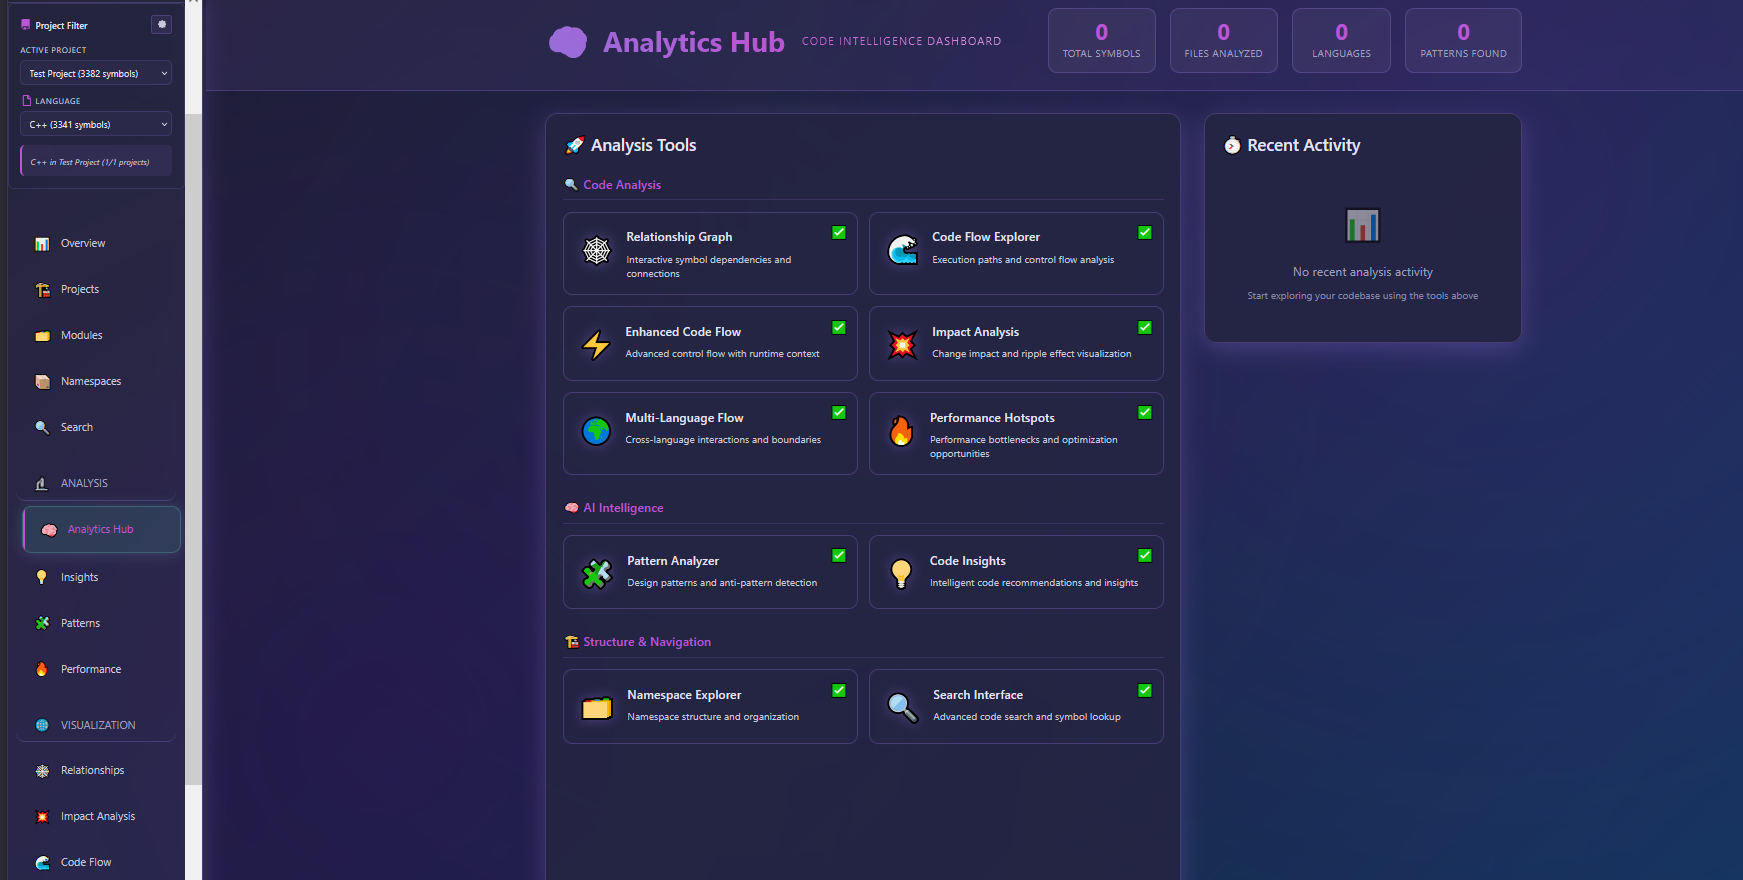 Project Filter
ACTIVE PROJECT
Test Project (3382 symbols)
LANGUAGE
C++ (3341 symbols)
C++ in Test Project (1/1 projects)
Overview
Projects
Modules
Namespaces
Search
ANALYSIS
Analytics Hub
Insights
Patterns
Performance
VISUALIZATION
Relationships
Impact Analysis
Code Flow
Analytics Hub
CODE INTELLIGENCE DASHBOARD
0
TOTAL SYMBOLS
0
FILES ANALYZED
0
LANGUAGES
0
PATTERNS FOUND
Analysis Tools
Code Analysis
Relationship Graph
Interactive symbol dependencies and
connections
Code Flow Explorer
Execution paths and control flow analysis
Enhanced Code Flow
Advanced control flow with runtime context
Impact Analysis
Change impact and ripple effect visualization
Multi-Language Flow
Cross-language interactions and boundaries
Performance Hotspots
Performance bottlenecks and optimization
opportunities
AI Intelligence
Pattern Analyzer
Design patterns and anti-pattern detection
Code Insights
Intelligent code recommendations and insights
Structure & Navigation
Namespace Explorer
Namespace structure and organization
Search Interface
Advanced code search and symbol lookup
Recent Activity
No recent analysis activity
Start exploring your codebase using the tools above